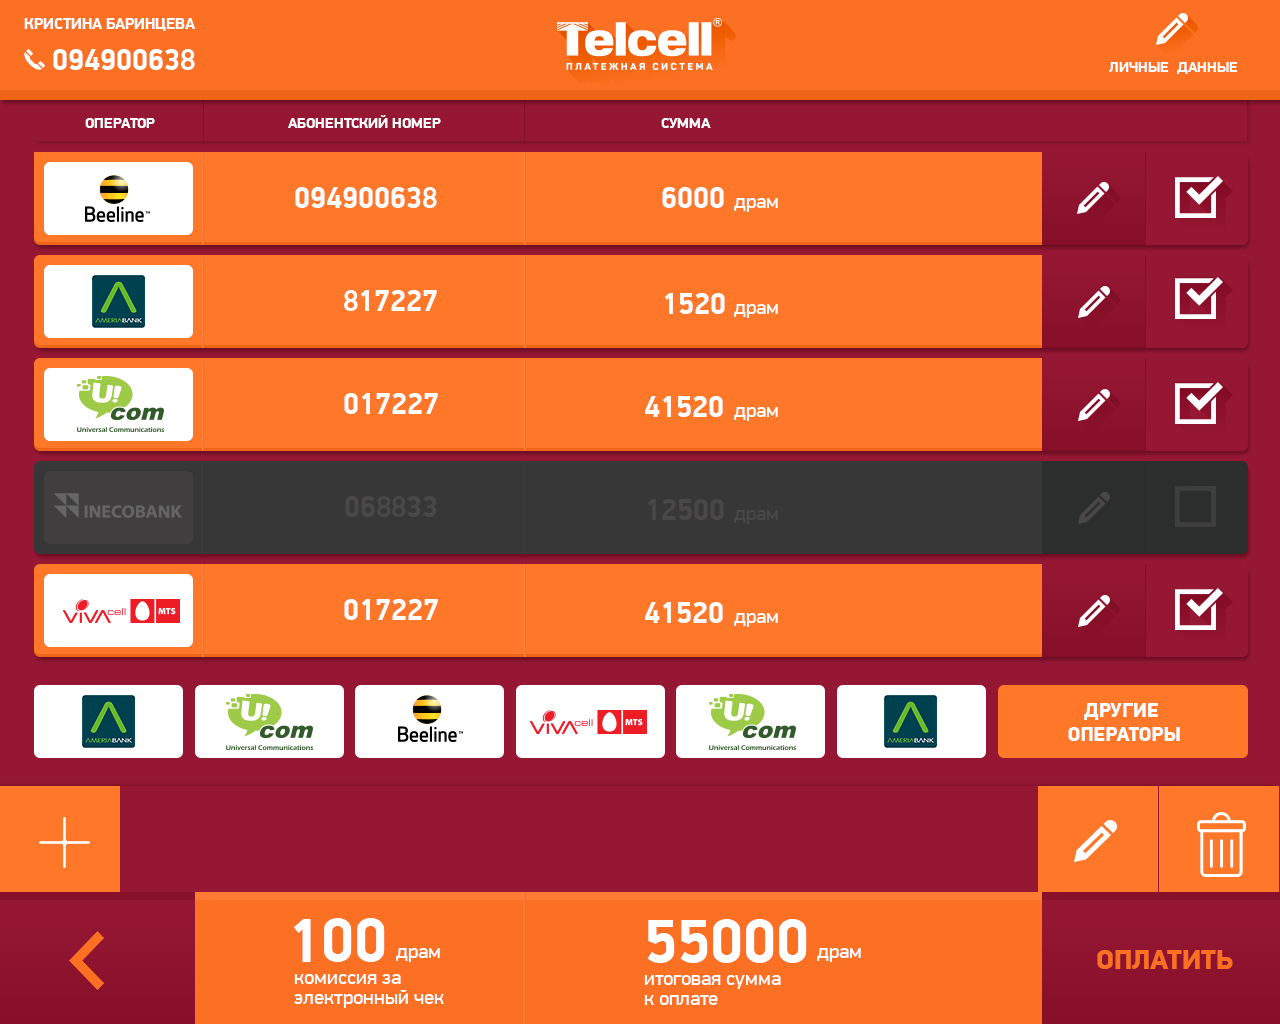 КРИСТИНА БАРИНЦЕВА
094900638
Telcell®
ПЛАТЕЖНАЯ СИСТЕМА
ЛИЧНЫЕ ДАННЫЕ
ОПЕРАТОР АБОНЕНТСКИЙ НОМЕР СУММА
Beeline™ 094900638 6000 драм
AMERIABANK 817227 1520 драм
U!com Universal Communications 017227 41520 драм
INECOBANK 068833 12500 драм
VIVAcell MTS 017227 41520 драм
AMERIABANK
U!com Universal Communications
Beeline™
VIVAcell MTS
U!com Universal Communications
AMERIABANK
ДРУГИЕ
ОПЕРАТОРЫ
100 драм
комиссия за
электронный чек
55000 драм
итоговая сумма
к оплате
ОПЛАТИТЬ